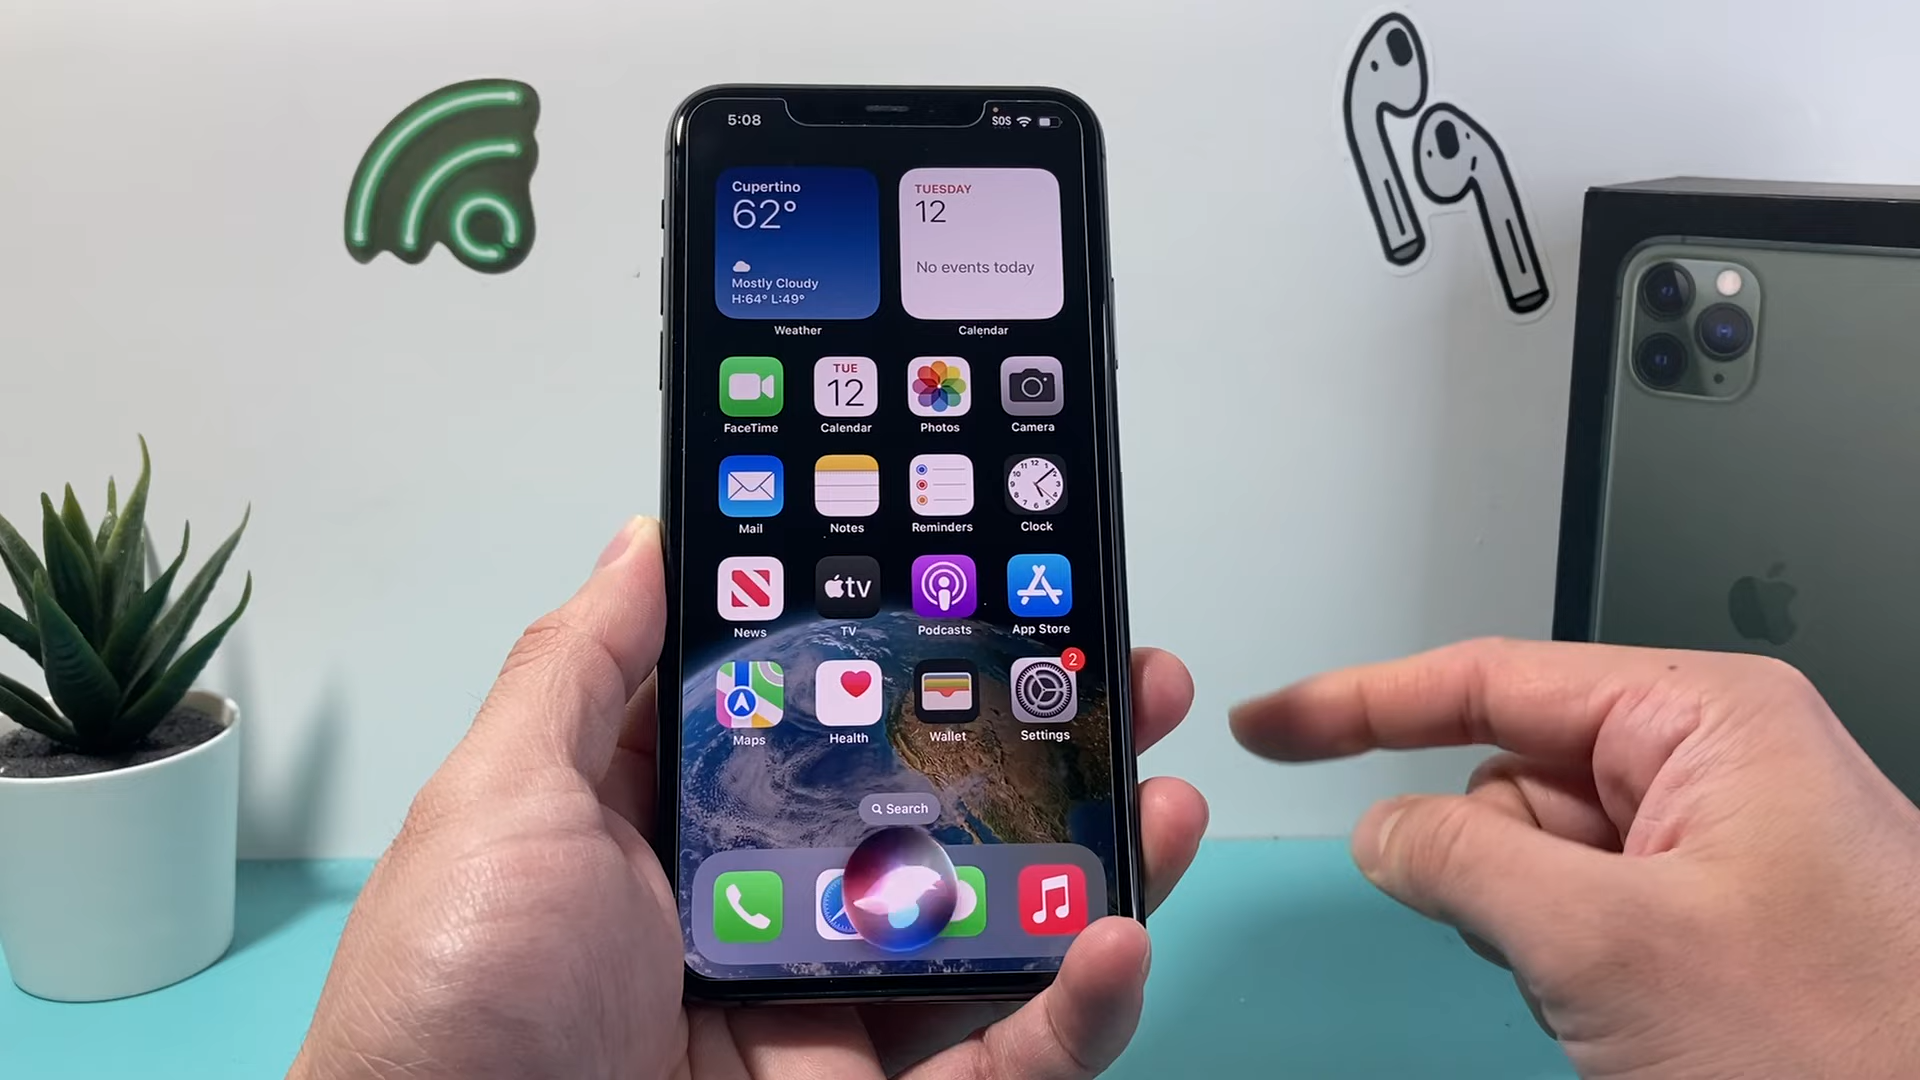 5:08
SOS
Cupertino
62°
Mostly Cloudy
H:64° L:49°
Weather
TUESDAY
12
No events today
Calendar
FaceTime
TUE
12
Calendar
Photos
Camera
Mail
Notes
Reminders
Clock
News
tv
TV
Podcasts
App Store
Maps
Health
Wallet
2
Settings
Search